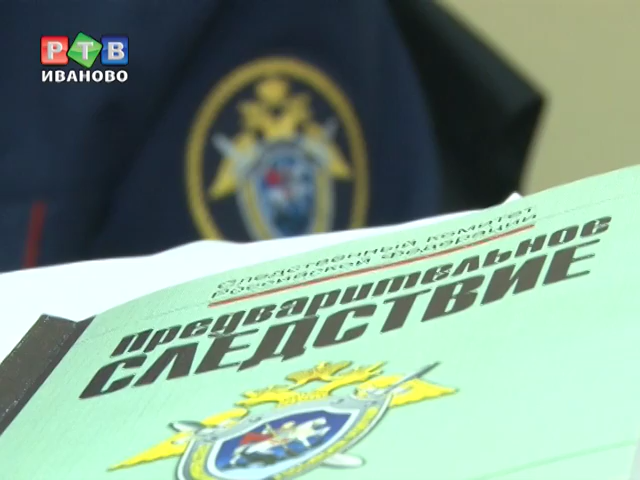 РТВ
ИВАНОВО
Следственный комитет
Российской Федерации
Предварительное
СЛЕДСТВИЕ